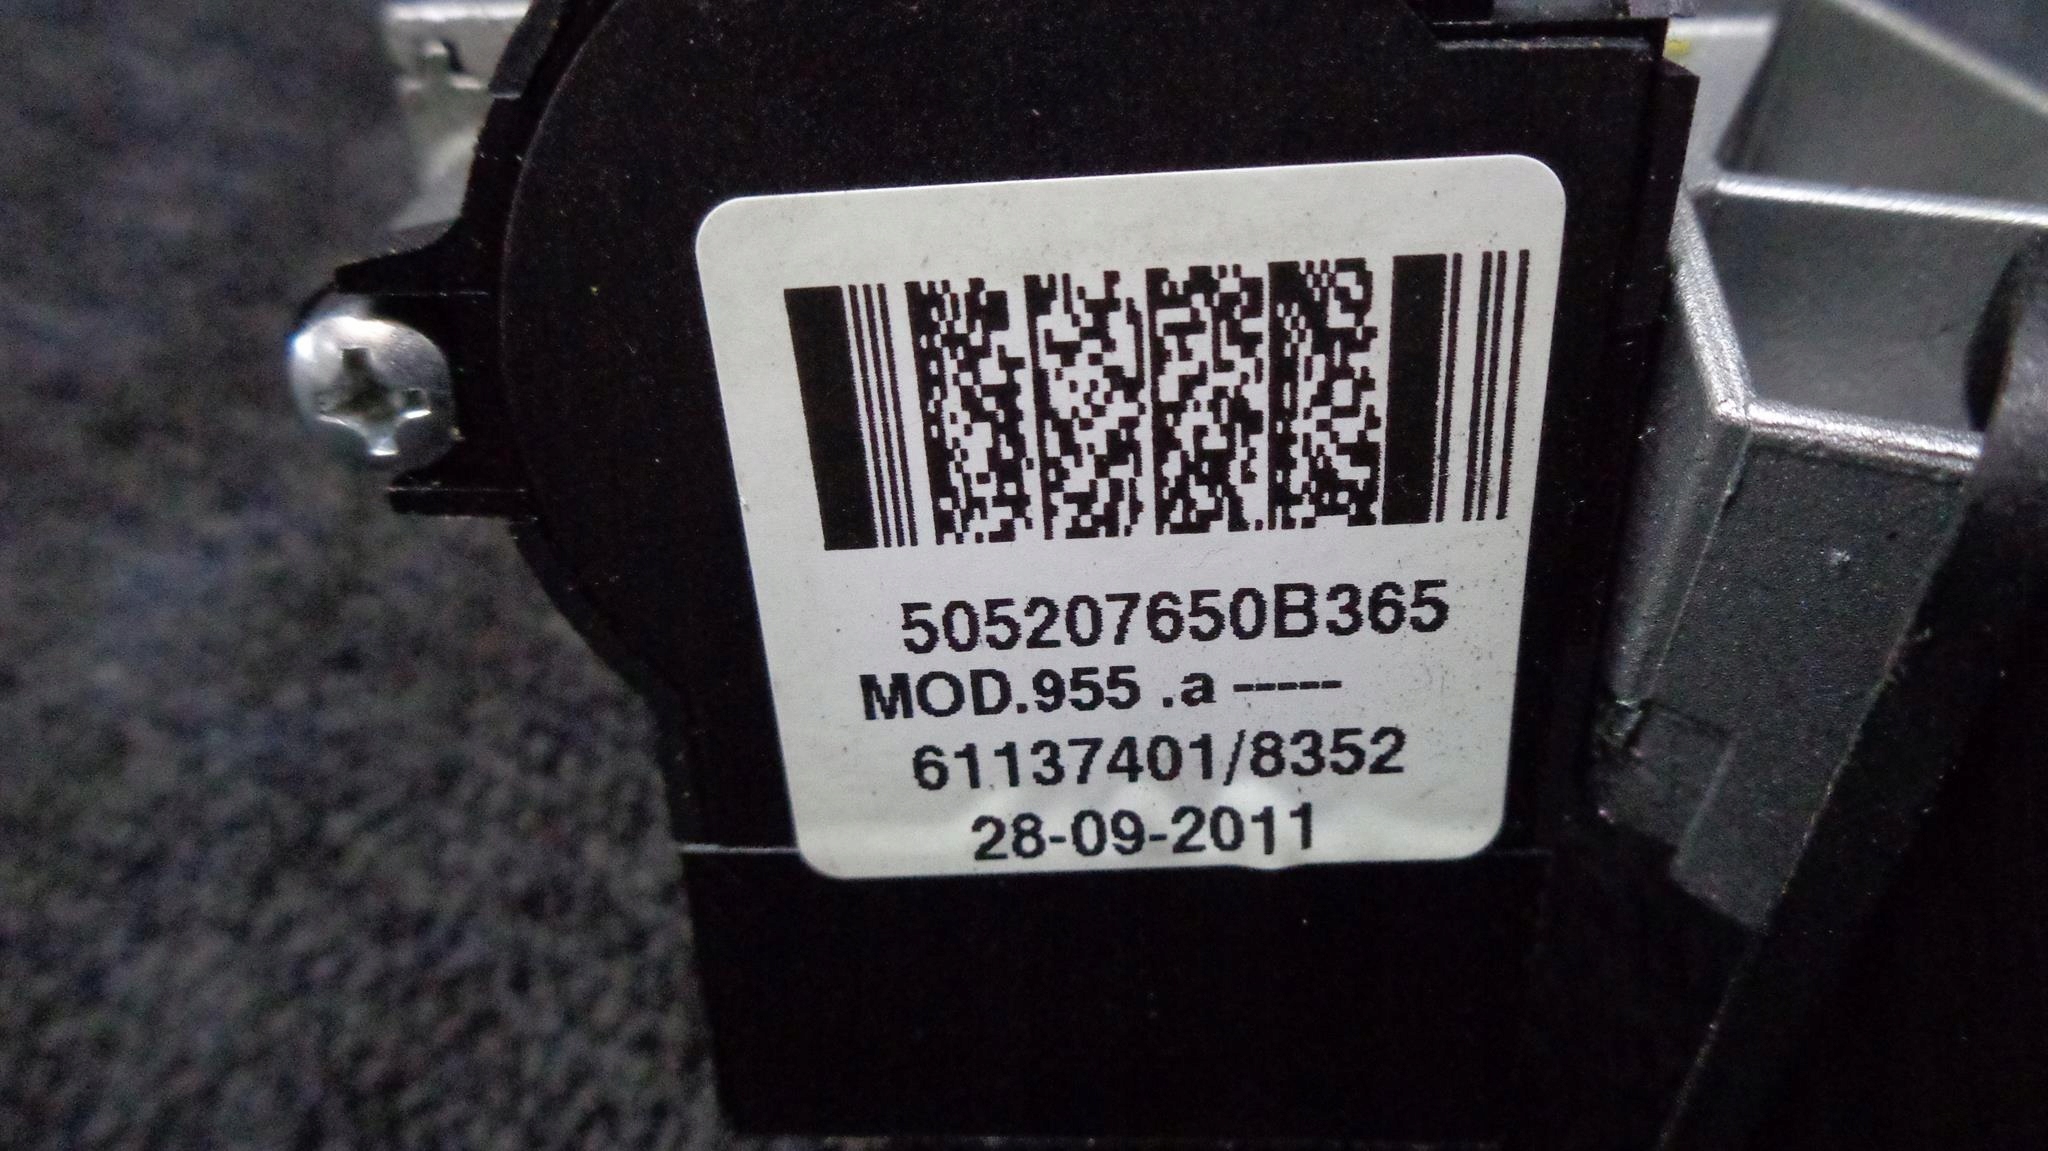 505207650B365
MOD.955 .a -----
61137401/8352
28-09-2011